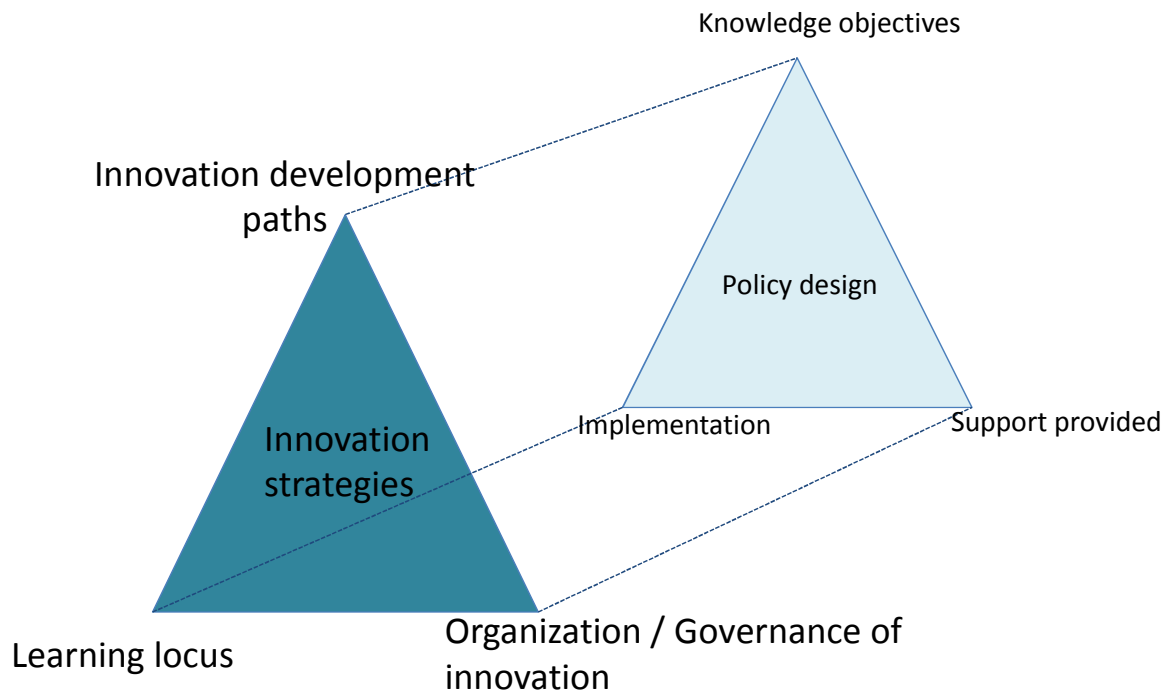 Knowledge objectives
Innovation development
paths
Policy design
Implementation
Support provided
Innovation
strategies
Learning locus
Organization / Governance of
innovation